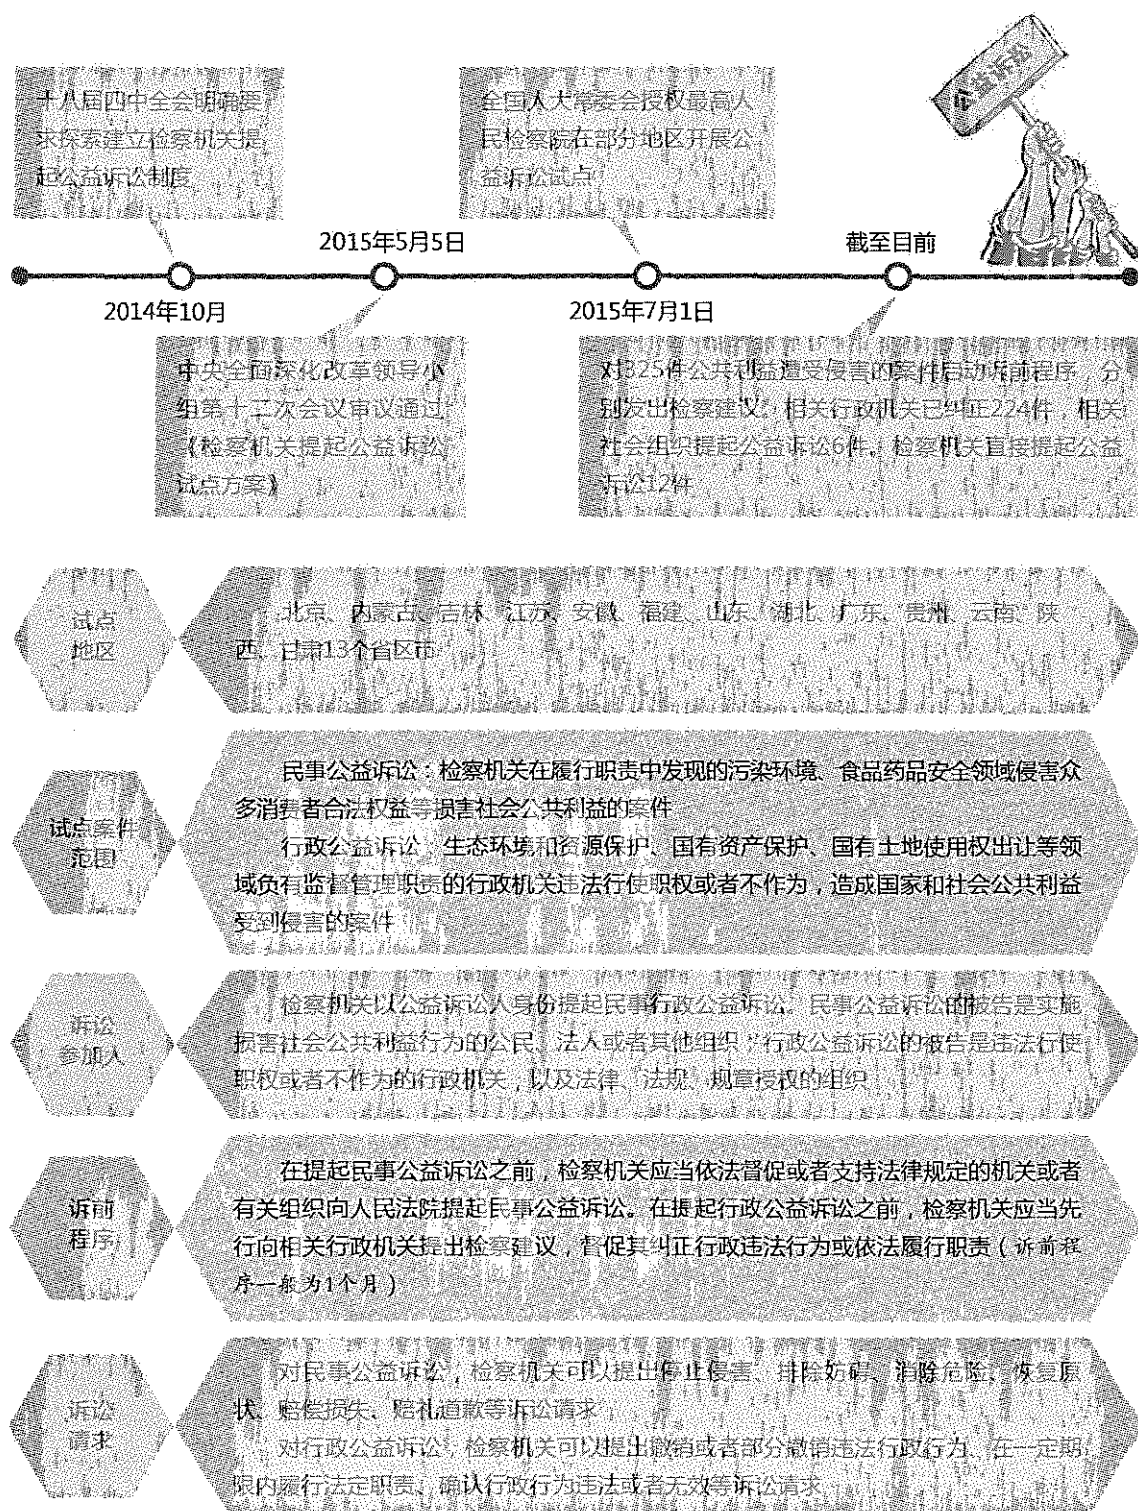 公益诉讼
十八届四中全会明确要
求探索建立检察机关提
起公益诉讼制度
全国人大常委会授权最高人
民检察院在部分地区开展公
益诉讼试点
2015年5月5日
截至目前
2014年10月
2015年7月1日
中央全面深化改革领导小
组第十二次会议审议通过
《检察机关提起公益诉讼
试点方案》
对325件公共利益遭受侵害的案件启动诉前程序，分
别发出检察建议。相关行政机关已纠正224件，相关
社会组织提起公益诉讼6件，检察机关直接提起公益
诉讼12件
试点
地区
北京、内蒙古、吉林、江苏、安徽、福建、山东、湖北、广东、贵州、云南、陕
西、甘肃13个省区市
试点案件
范围
民事公益诉讼：检察机关在履行职责中发现的污染环境、食品药品安全领域侵害众
多消费者合法权益等损害社会公共利益的案件
行政公益诉讼：生态环境和资源保护、国有资产保护、国有土地使用权出让等领
域负有监督管理职责的行政机关违法行使职权或者不作为，造成国家和社会公共利益
受到侵害的案件
诉讼
参加人
检察机关以公益诉讼人身份提起民事行政公益诉讼。民事公益诉讼的被告是实施
损害社会公共利益行为的公民、法人或者其他组织；行政公益诉讼的被告是违法行使
职权或者不作为的行政机关，以及法律、法规、规章授权的组织
诉前
程序
在提起民事公益诉讼之前，检察机关应当依法督促或者支持法律规定的机关或者
有关组织向人民法院提起民事公益诉讼。在提起行政公益诉讼之前，检察机关应当先
行向相关行政机关提出检察建议，督促其纠正行政违法行为或依法履行职责（诉前程
序一般为1个月）
诉讼
请求
对民事公益诉讼，检察机关可以提出停止侵害、排除妨碍、消除危险、恢复原
状、赔偿损失、赔礼道歉等诉讼请求
对行政公益诉讼，检察机关可以提出撤销或者部分撤销违法行政行为、在一定期
限内履行法定职责、确认行政行为违法或者无效等诉讼请求